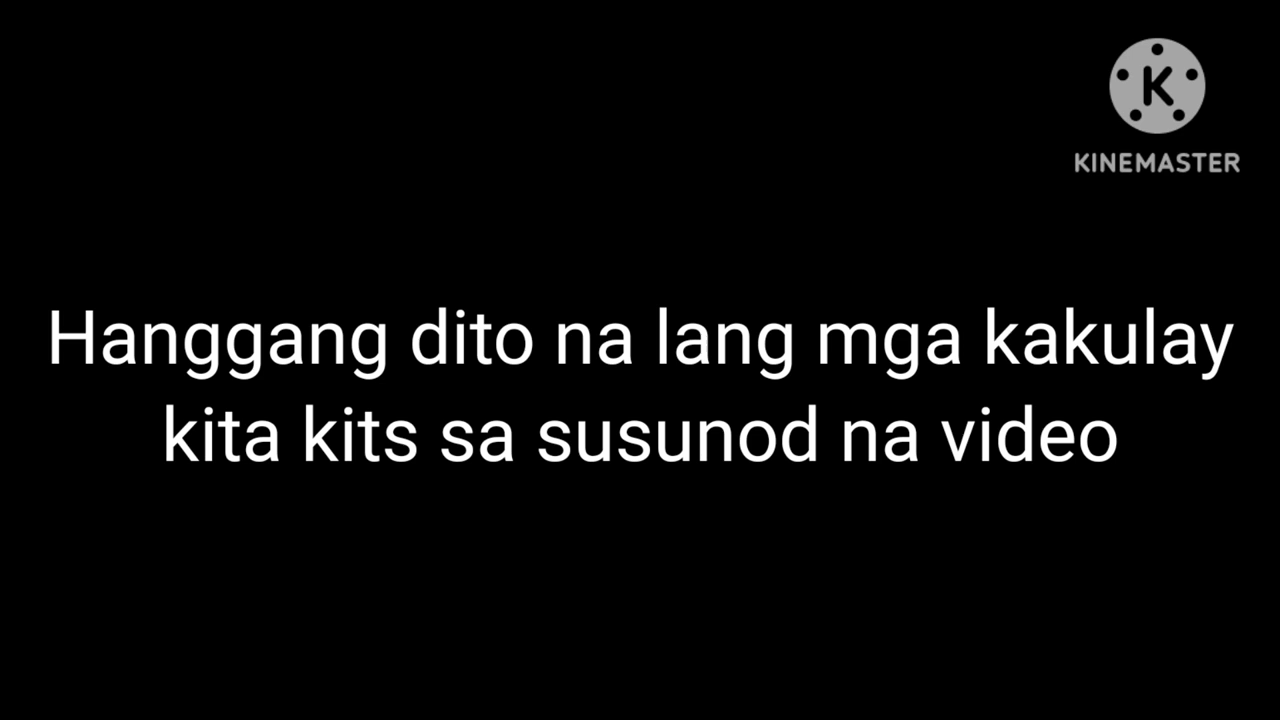 K
KINEMASTER
Hanggang dito na lang mga kakulay
kita kits sa susunod na video